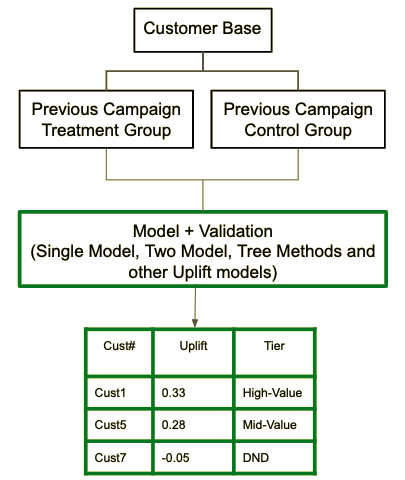 Customer Base
Previous Campaign Previous Campaign
Treatment Group Control Group
Model + Validation
(Single Model, Two Model, Tree Methods and
other Uplift models)
Cust# Uplift Tier
Cust1 0.33 High-Value
Cust5 0.28 Mid-Value
Cust7 -0.05 DND